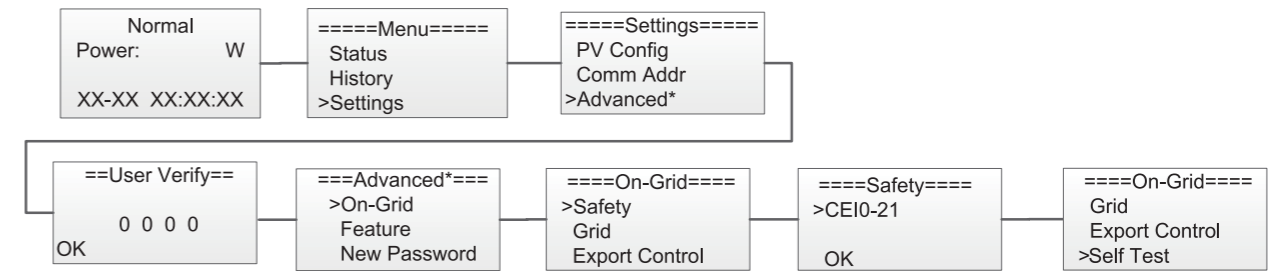 Normal
Power: W
XX-XX XX:XX:XX
=====Menu=====
Status
History
>Settings
=====Settings=====
PV Config
Comm Addr
>Advanced*
==User Verify==
0 0 0 0
OK
===Advanced*===
>On-Grid
Feature
New Password
====On-Grid====
>Safety
Grid
Export Control
====Safety====
>CEI0-21
OK
====On-Grid====
Grid
Export Control
>Self Test